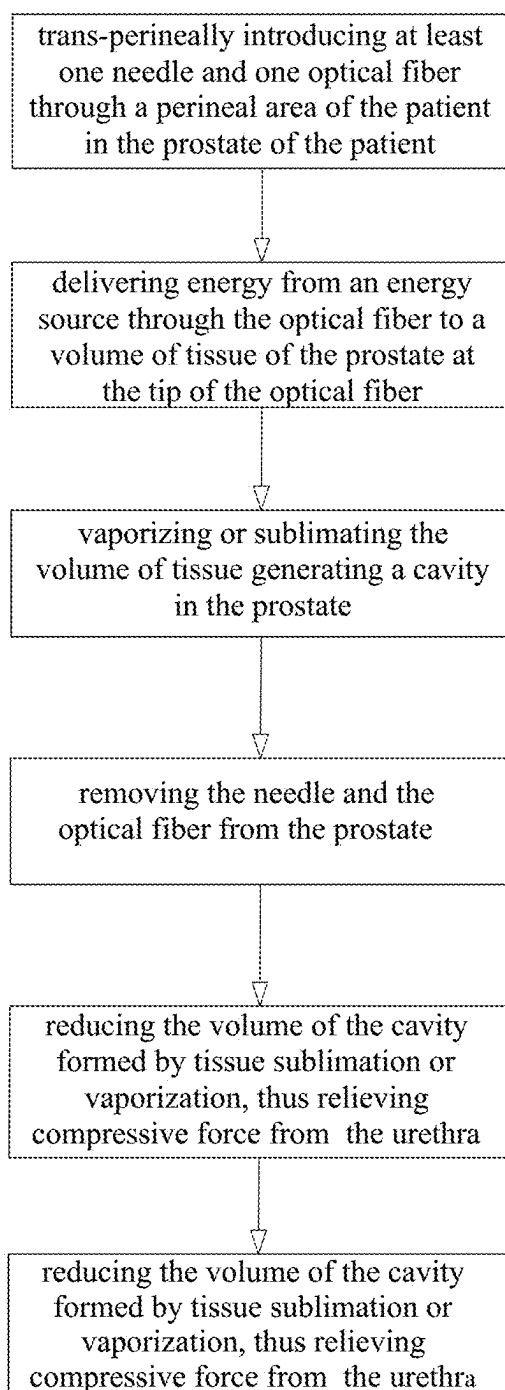 trans-perineally introducing at least
one needle and one optical fiber
through a perineal area of the patient
in the prostate of the patient
delivering energy from an energy
source through the optical fiber to a
volume of tissue of the prostate at
the tip of the optical fiber
vaporizing or sublimating the
volume of tissue generating a cavity
in the prostate
removing the needle and the
optical fiber from the prostate
reducing the volume of the cavity
formed by tissue sublimation or
vaporization, thus relieving
compressive force from the urethra
reducing the volume of the cavity
formed by tissue sublimation or
vaporization, thus relieving
compressive force from the urethra